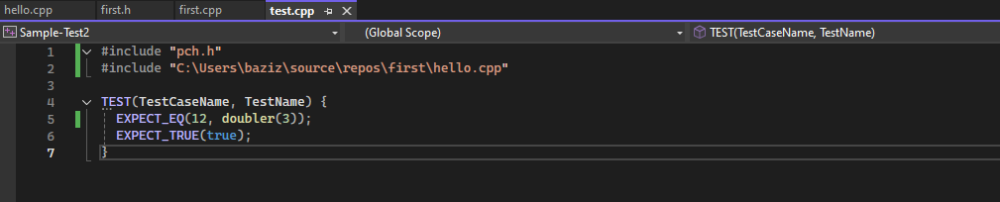 hello.cpp first.h first.cpp test.cpp
Sample-Test2 (Global Scope) TEST(TestCaseName, TestName)
1 #include "pch.h"
2 #include "C:\Users\baziz\source\repos\first\hello.cpp"
3
4 TEST(TestCaseName, TestName) {
5 EXPECT_EQ(12, doubler(3));
6 EXPECT_TRUE(true);
7 }